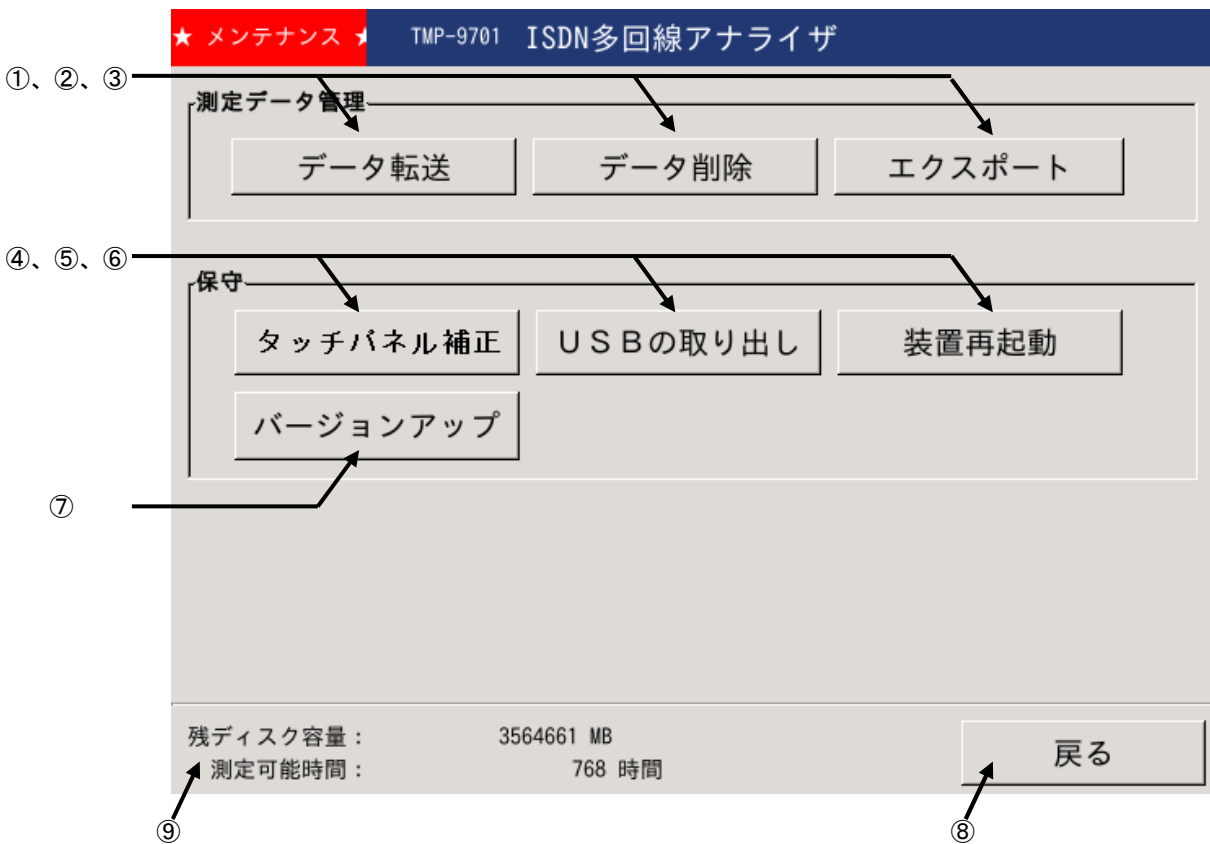 ★ メンテナンス ★ TMP-9701 ISDN多回線アナライザ
①、②、③
測定データ管理
データ転送 データ削除 エクスポート
④、⑤、⑥
保守
タッチパネル補正 USBの取り出し 装置再起動
バージョンアップ
⑦
残ディスク容量: 3564661 MB
測定可能時間: 768 時間
戻る
⑨ ⑧